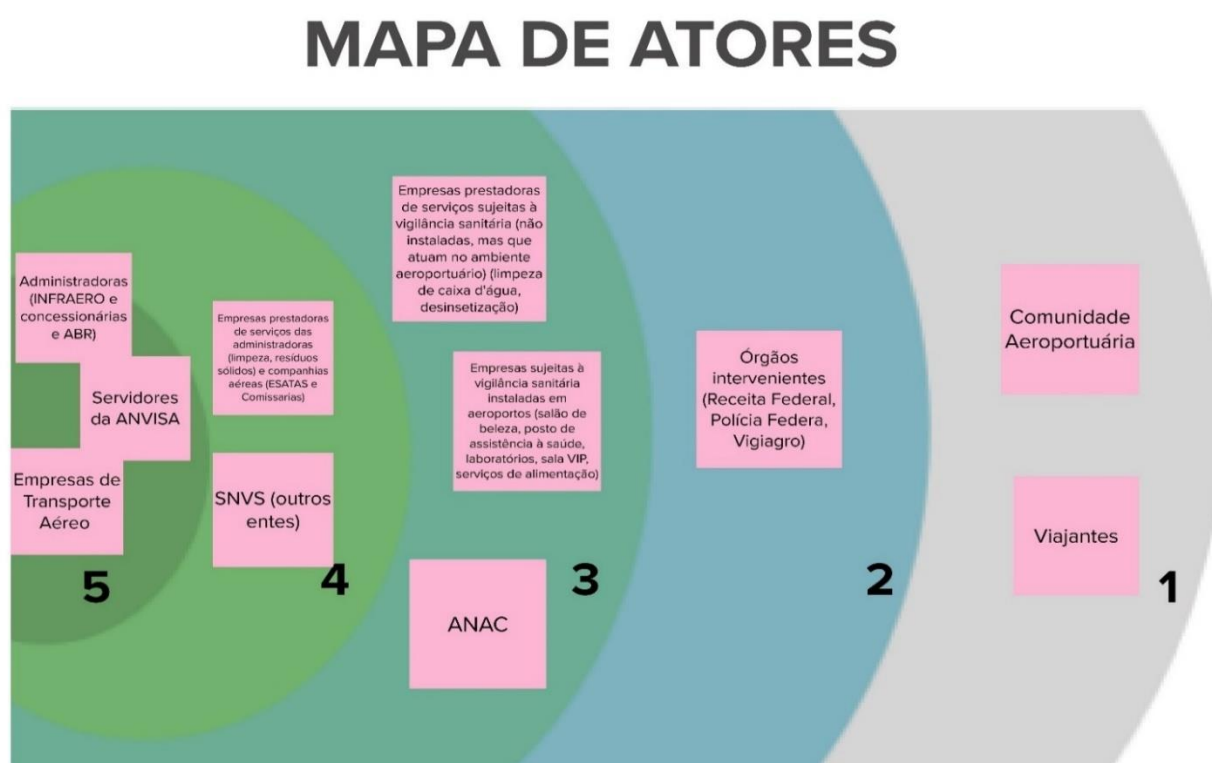 MAPA DE ATORES
Administradoras
(INFRAERO e
concessionárias
e ABR)
Servidores
da ANVISA
Empresas de
Transporte
Aéreo
5
Empresas prestadoras
de serviços das
administradoras
(limpeza, resíduos
sólidos) e companhias
aéreas (ESATAS e
Comissarias)
SNVS (outros
entes)
4
Empresas prestadoras
de serviços sujeitas à
vigilância sanitária (não
instaladas, mas que
atuam no ambiente
aeroportuário) (limpeza
de caixa d'água,
desinsetização)
Empresas sujeitas à
vigilância sanitária
instaladas em
aeroportos (salão de
beleza, posto de
assistência à saúde,
laboratórios, sala VIP,
serviços de alimentação)
ANAC
3
Órgãos
intervenientes
(Receita Federal,
Polícia Federa,
Vigiagro)
2
Comunidade
Aeroportuária
Viajantes
1